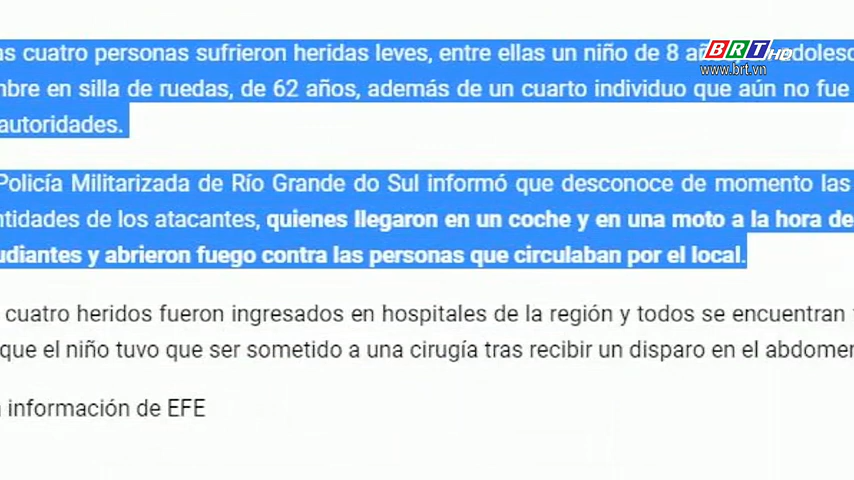 BRT HD
www.brt.vn
as cuatro personas sufrieron heridas leves, entre ellas un niño de 8
mbre en silla de ruedas, de 62 años, además de un cuarto individuo que aún no fue
autoridades.
Policía Militarizada de Río Grande do Sul informó que desconoce de momento las
ntidades de los atacantes, quienes llegaron en un coche y en una moto a la hora de
udiantes y abrieron fuego contra las personas que circulaban por el local.
cuatro heridos fueron ingresados en hospitales de la región y todos se encuentran
que el niño tuvo que ser sometido a una cirugía tras recibir un disparo en el abdomen
información de EFE